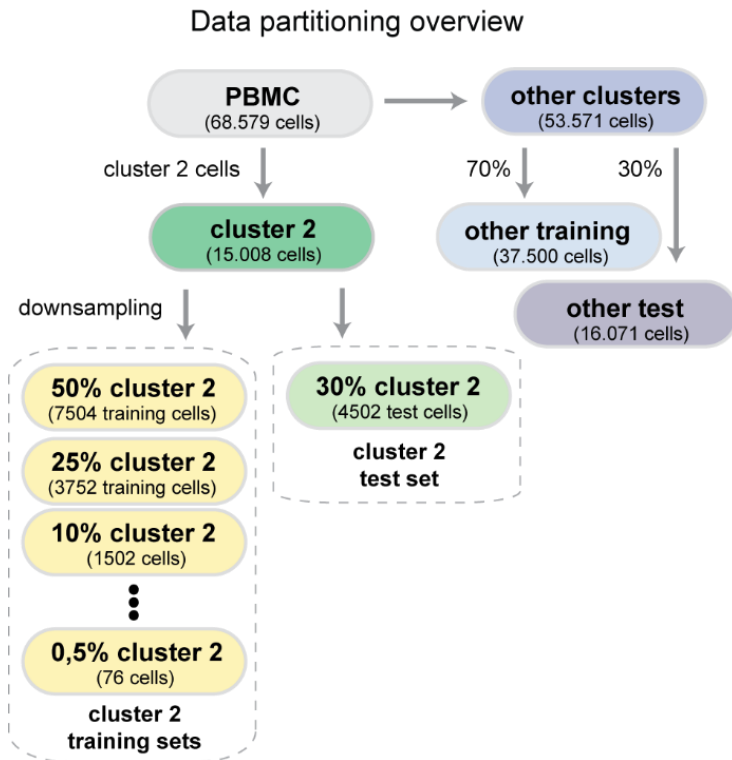 Data partitioning overview
PBMC
(68.579 cells)
other clusters
(53.571 cells)
cluster 2 cells
70%
30%
cluster 2
(15.008 cells)
other training
(37.500 cells)
other test
(16.071 cells)
downsampling
50% cluster 2
(7504 training cells)
25% cluster 2
(3752 training cells)
10% cluster 2
(1502 cells)
0,5% cluster 2
(76 cells)
cluster 2
training sets
30% cluster 2
(4502 test cells)
cluster 2
test set